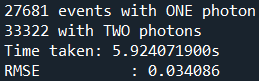 27681 events with ONE photon
33322 with TWO photons
Time taken: 5.924071900s
RMSE         : 0.034086